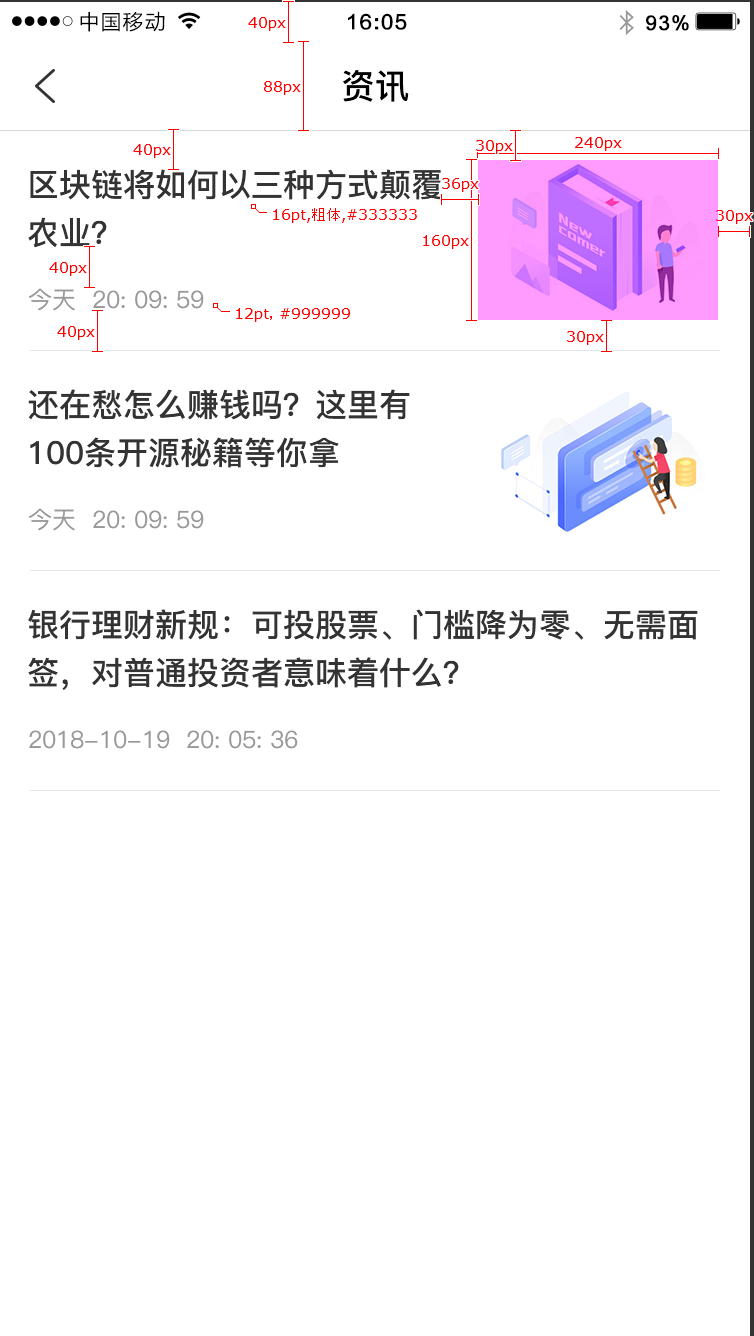 中国移动 40px 16:05 93%
88px 资讯
40px 30px 240px
区块链将如何以三种方式颠覆 36px
16pt,粗体,#333333 30px
农业? 160px
New
comer
40px
今天 20: 09: 59
12pt, #999999
40px 30px
还在愁怎么赚钱吗? 这里有
100条开源秘籍等你拿
今天 20: 09: 59
银行理财新规: 可投股票、门槛降为零、无需面
签, 对普通投资者意味着什么?
2018-10-19 20: 05: 36